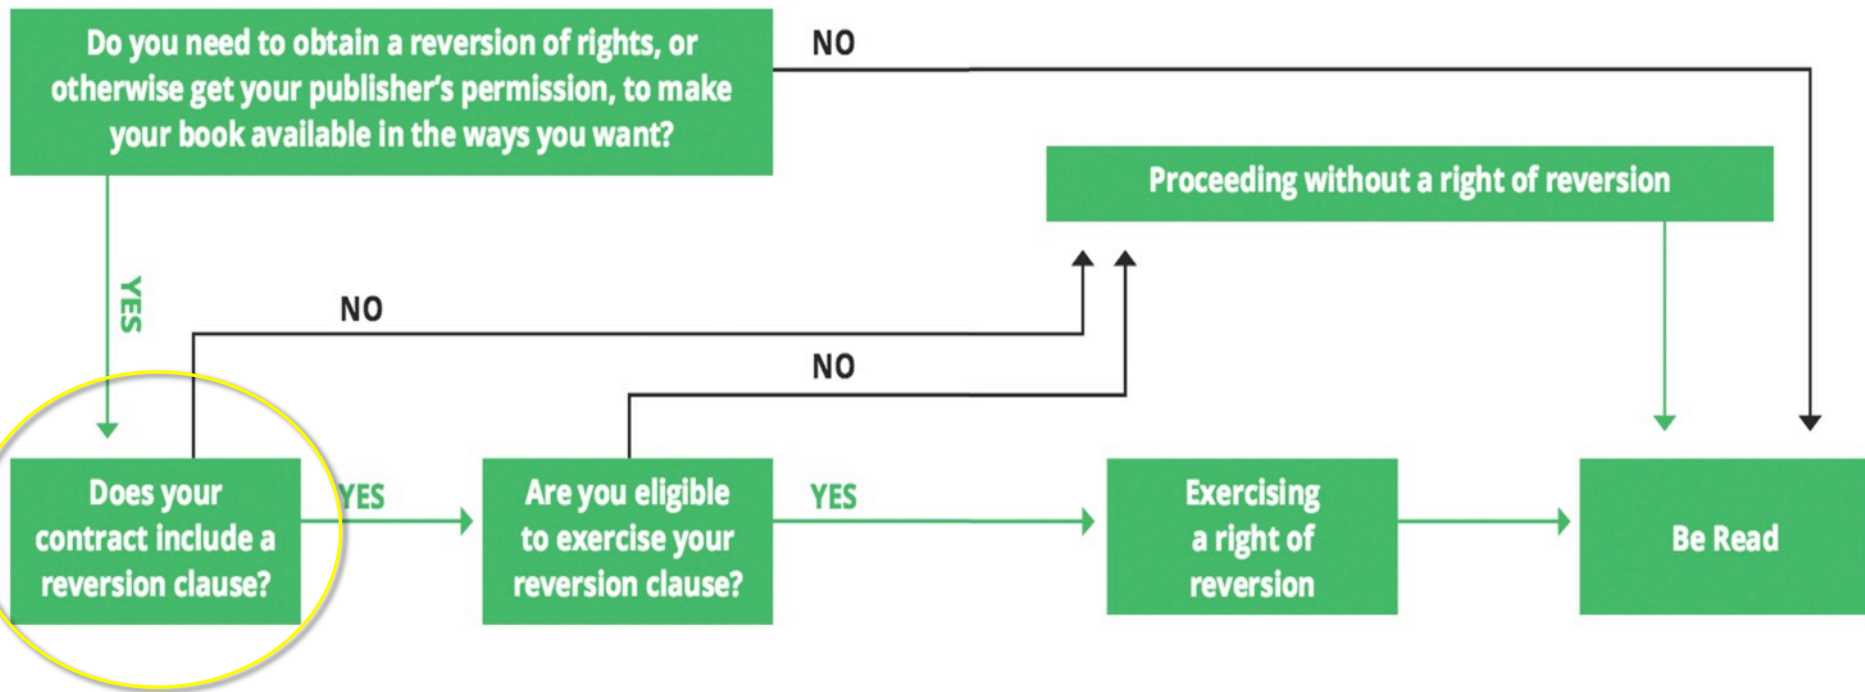 Do you need to obtain a reversion of rights, or
otherwise get your publisher’s permission, to make
your book available in the ways you want?
NO
Proceeding without a right of reversion
YES
NO
NO
Does your
contract include a
reversion clause?
YES
Are you eligible
to exercise your
reversion clause?
YES
Exercising
a right of
reversion
Be Read